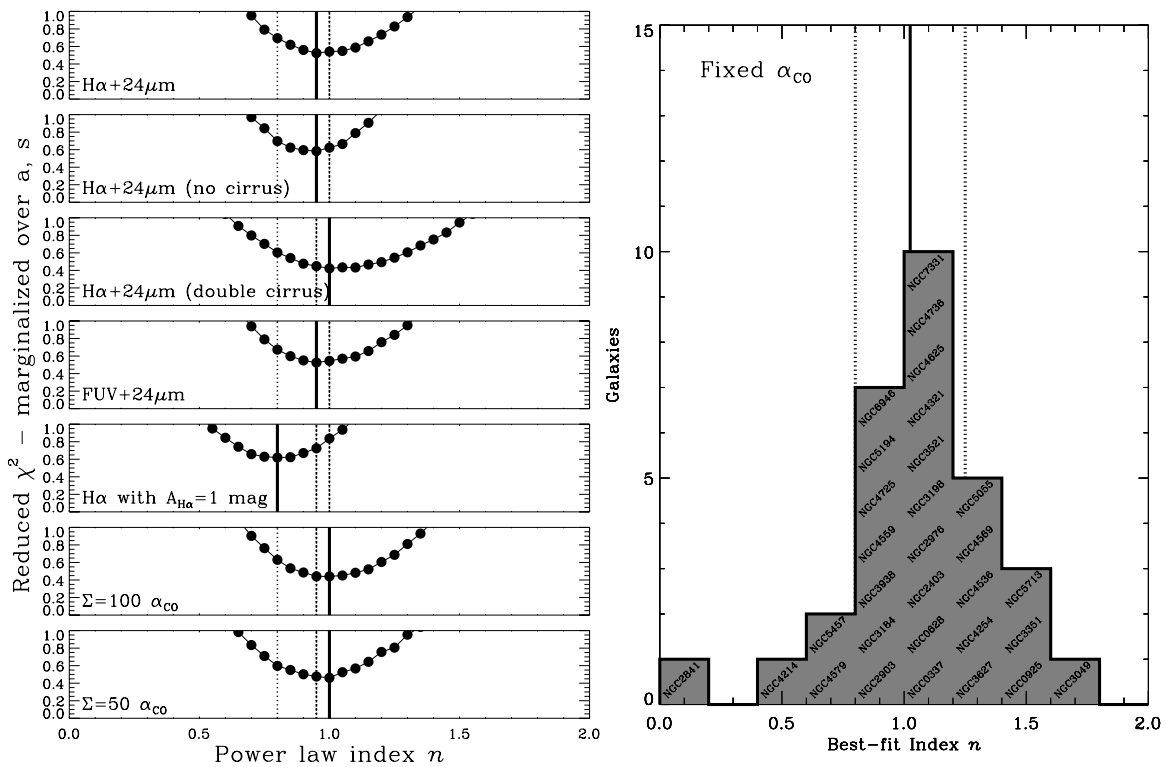 Reduced χ² – marginalized over a, s
1.0
0.8
0.6
0.4
0.2
0.0
Hα+24μm
1.0
0.8
0.6
0.4
0.2
0.0
Hα+24μm (no cirrus)
1.0
0.8
0.6
0.4
0.2
0.0
Hα+24μm (double cirrus)
1.0
0.8
0.6
0.4
0.2
0.0
FUV+24μm
1.0
0.8
0.6
0.4
0.2
0.0
Hα with A_Hα=1 mag
1.0
0.8
0.6
0.4
0.2
0.0
Σ=100 α_CO
1.0
0.8
0.6
0.4
0.2
0.0
Σ=50 α_CO
0.0 0.5 1.0 1.5 2.0
Power law index n
Fixed α_CO
Galaxies
15
10
5
0
NGC2841
NGC4214
NGC5457
NGC4579
NGC6946
NGC5194
NGC4725
NGC4559
NGC3938
NGC3184
NGC2903
NGC7331
NGC4736
NGC4625
NGC4321
NGC3521
NGC3198
NGC2976
NGC2403
NGC0628
NGC0337
NGC5055
NGC4569
NGC4536
NGC4254
NGC3627
NGC5713
NGC3351
NGC0925
NGC3049
0.0 0.5 1.0 1.5 2.0
Best-fit Index n